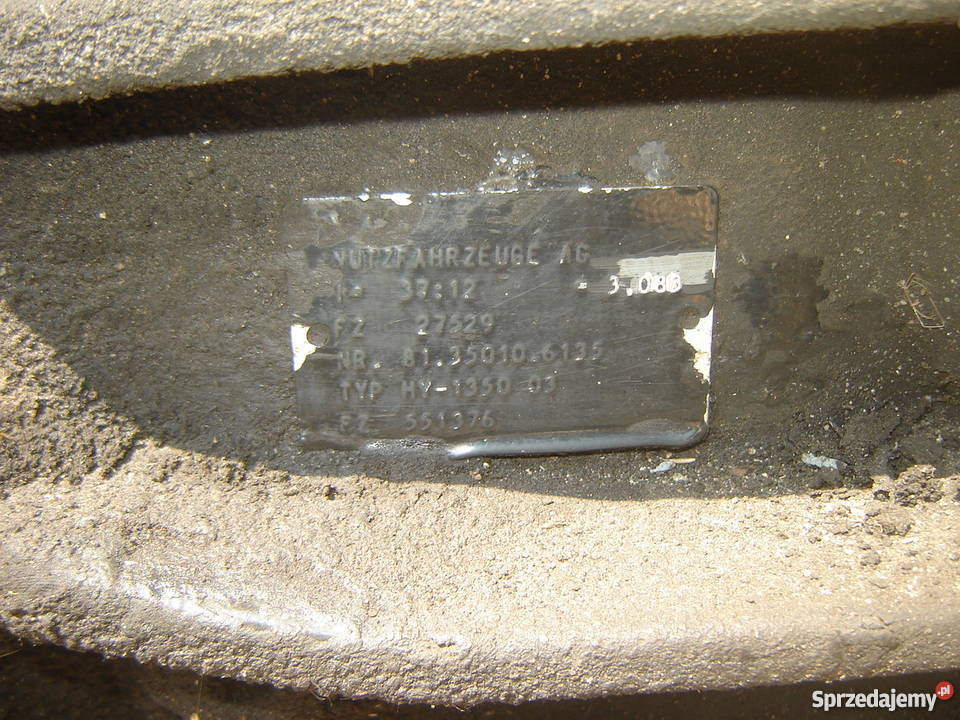 NUTZFAHRZEUGE AG
I= 37:12 = 3,083
FZ 27529
NR. 81.35010.6135
TYP HY-1350 03
FZ 551376
Sprzedajemy.pl